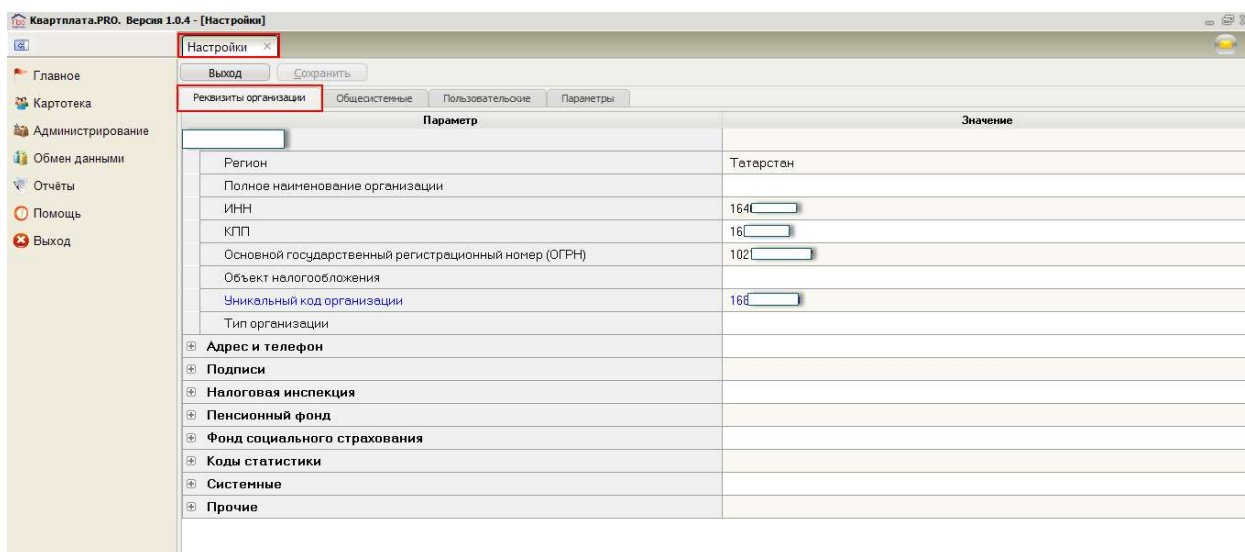 Квартплата.PRO. Версия 1.0.4 - [Настройки]
Настройки
Выход Сохранить
Реквизиты организации Общесистемные Пользовательские Параметры
Параметр Значение
Регион Татарстан
Полное наименование организации
ИНН 164
КПП 16
Основной государственный регистрационный номер (ОГРН) 102
Объект налогообложения
Уникальный код организации 168
Тип организации
Адрес и телефон
Подписи
Налоговая инспекция
Пенсионный фонд
Фонд социального страхования
Коды статистики
Системные
Прочие
Главное
Картотека
Администрирование
Обмен данными
Отчёты
Помощь
Выход